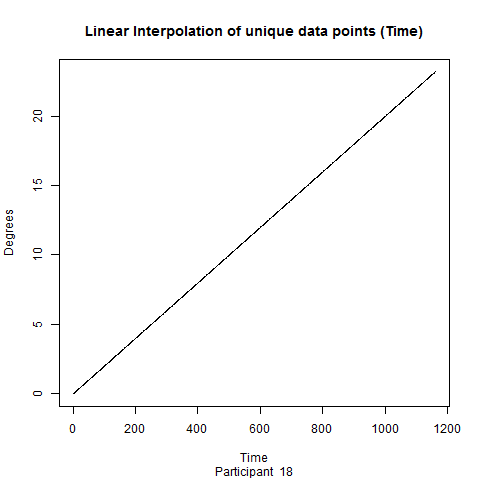 Linear Interpolation of unique data points (Time)
Degrees
20
15
10
5
0
0 200 400 600 800 1000 1200
Time
Participant 18